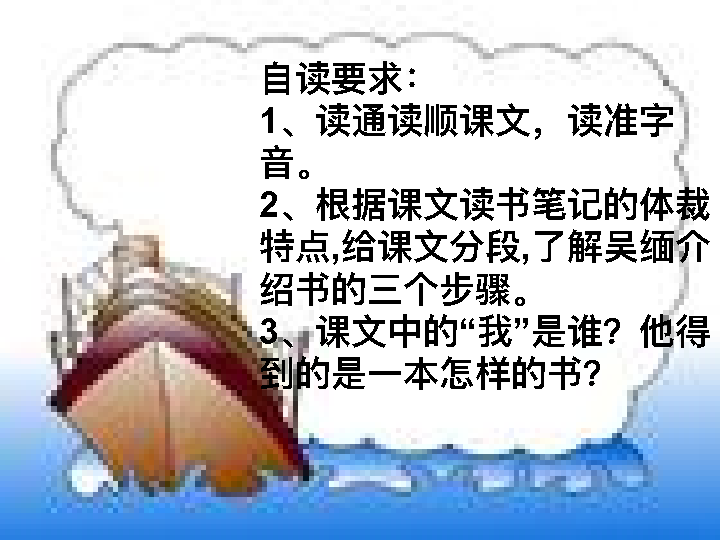 自读要求：
1、读通读顺课文，读准字
音。
2、根据课文读书笔记的体裁
特点,给课文分段,了解吴缅介
绍书的三个步骤。
3、课文中的“我”是谁？他得
到的是一本怎样的书?